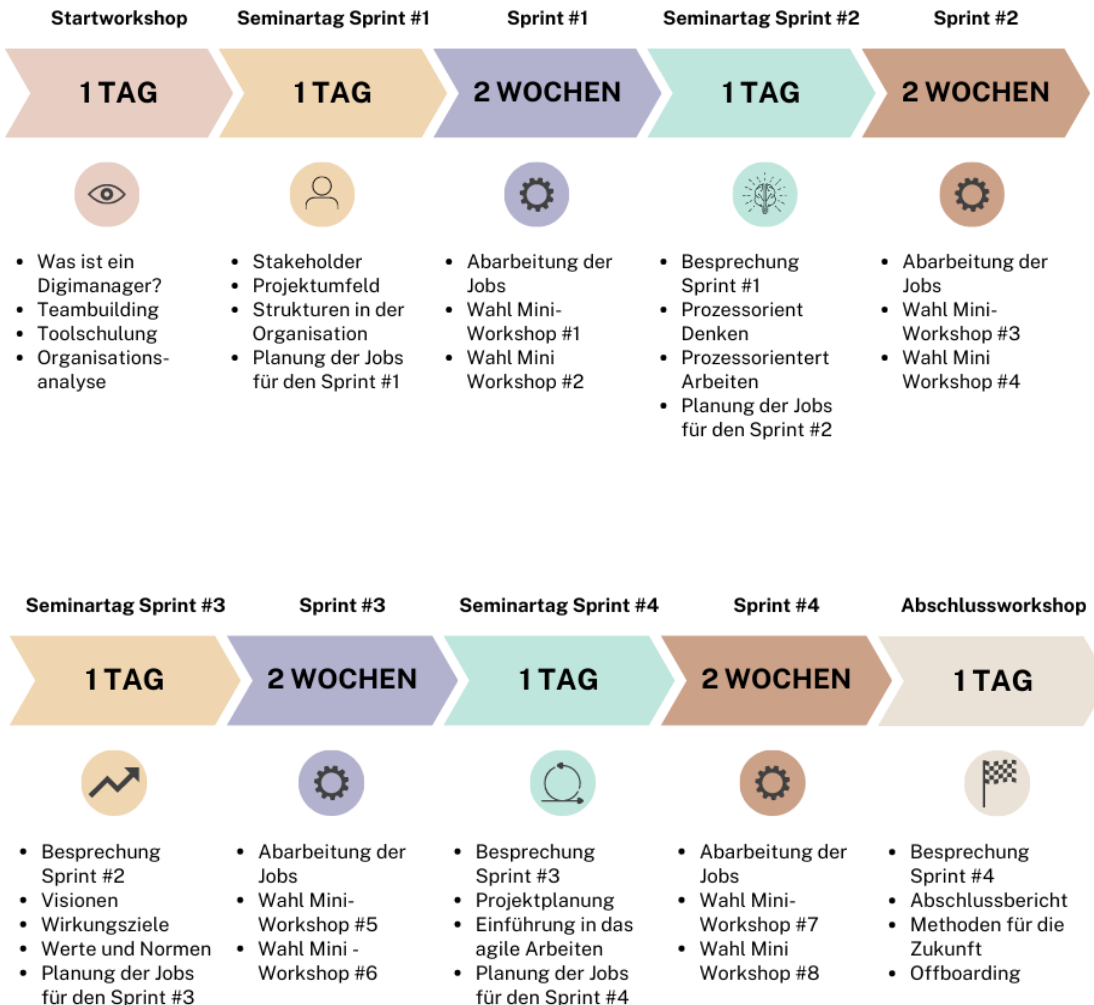 Startworkshop
Seminartag Sprint #1
Sprint #1
Seminartag Sprint #2
Sprint #2
1 TAG
1 TAG
2 WOCHEN
1 TAG
2 WOCHEN
• Was ist ein
Digimanager?
• Teambuilding
• Toolschulung
• Organisations-
analyse
• Stakeholder
• Projektumfeld
• Strukturen in der
Organisation
• Planung der Jobs
für den Sprint #1
• Abarbeitung der
Jobs
• Wahl Mini-
Workshop #1
• Wahl Mini
Workshop #2
• Besprechung
Sprint #1
• Prozessorient
Denken
• Prozessorientert
Arbeiten
• Planung der Jobs
für den Sprint #2
• Abarbeitung der
Jobs
• Wahl Mini-
Workshop #3
• Wahl Mini
Workshop #4
Seminartag Sprint #3
Sprint #3
Seminartag Sprint #4
Sprint #4
Abschlussworkshop
1 TAG
2 WOCHEN
1 TAG
2 WOCHEN
1 TAG
• Besprechung
Sprint #2
• Visionen
• Wirkungsziele
• Werte und Normen
• Planung der Jobs
für den Sprint #3
• Abarbeitung der
Jobs
• Wahl Mini-
Workshop #5
• Wahl Mini -
Workshop #6
• Besprechung
Sprint #3
• Projektplanung
• Einführung in das
agile Arbeiten
• Planung der Jobs
für den Sprint #4
• Abarbeitung der
Jobs
• Wahl Mini-
Workshop #7
• Wahl Mini
Workshop #8
• Besprechung
Sprint #4
• Abschlussbericht
• Methoden für die
Zukunft
• Offboarding